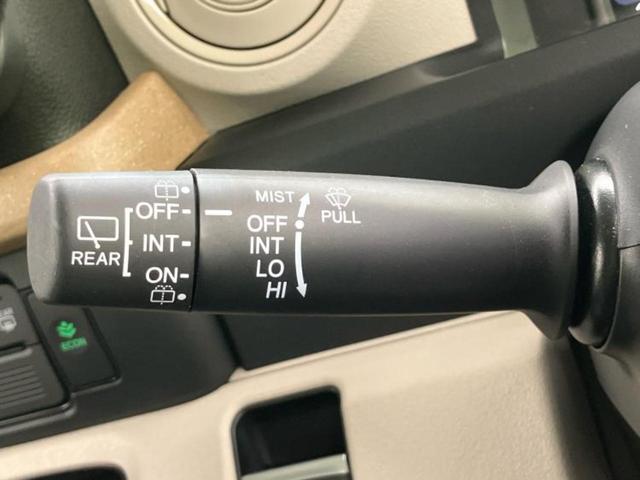 REAR
OFF
INT
ON
MIST
OFF
INT
LO
HI
PULL
ECON